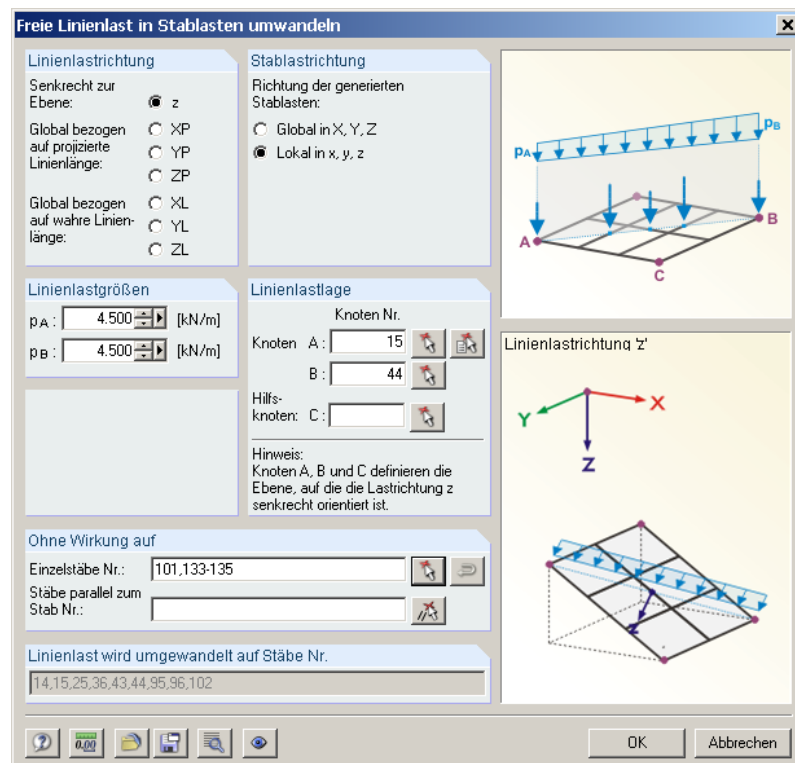 Freie Linienlast in Stablasten umwandeln
Linienlastrichtung
Senkrecht zur
Ebene:
z
Global bezogen
auf projizierte
Linienlänge:
XP
YP
ZP
Global bezogen
auf wahre Linien-
länge:
XL
YL
ZL
Stablastrichtung
Richtung der generierten
Stablasten:
Global in X, Y, Z
Lokal in x, y, z
pA
pB
A
B
C
Linienlastgrößen
pA : 4.500 [kN/m]
pB : 4.500 [kN/m]
Linienlastlage
Knoten Nr.
Knoten A : 15
B : 44
Hilfs-
knoten: C :
Hinweis:
Knoten A, B und C definieren die
Ebene, auf die die Lastrichtung z
senkrecht orientiert ist.
Linienlastrichtung 'z'
X
Y
Z
z
Ohne Wirkung auf
Einzelstäbe Nr.: 101,133-135
Stäbe parallel zum
Stab Nr.:
Linienlast wird umgewandelt auf Stäbe Nr.
14,15,25,36,43,44,95,96,102
0.00
OK
Abbrechen